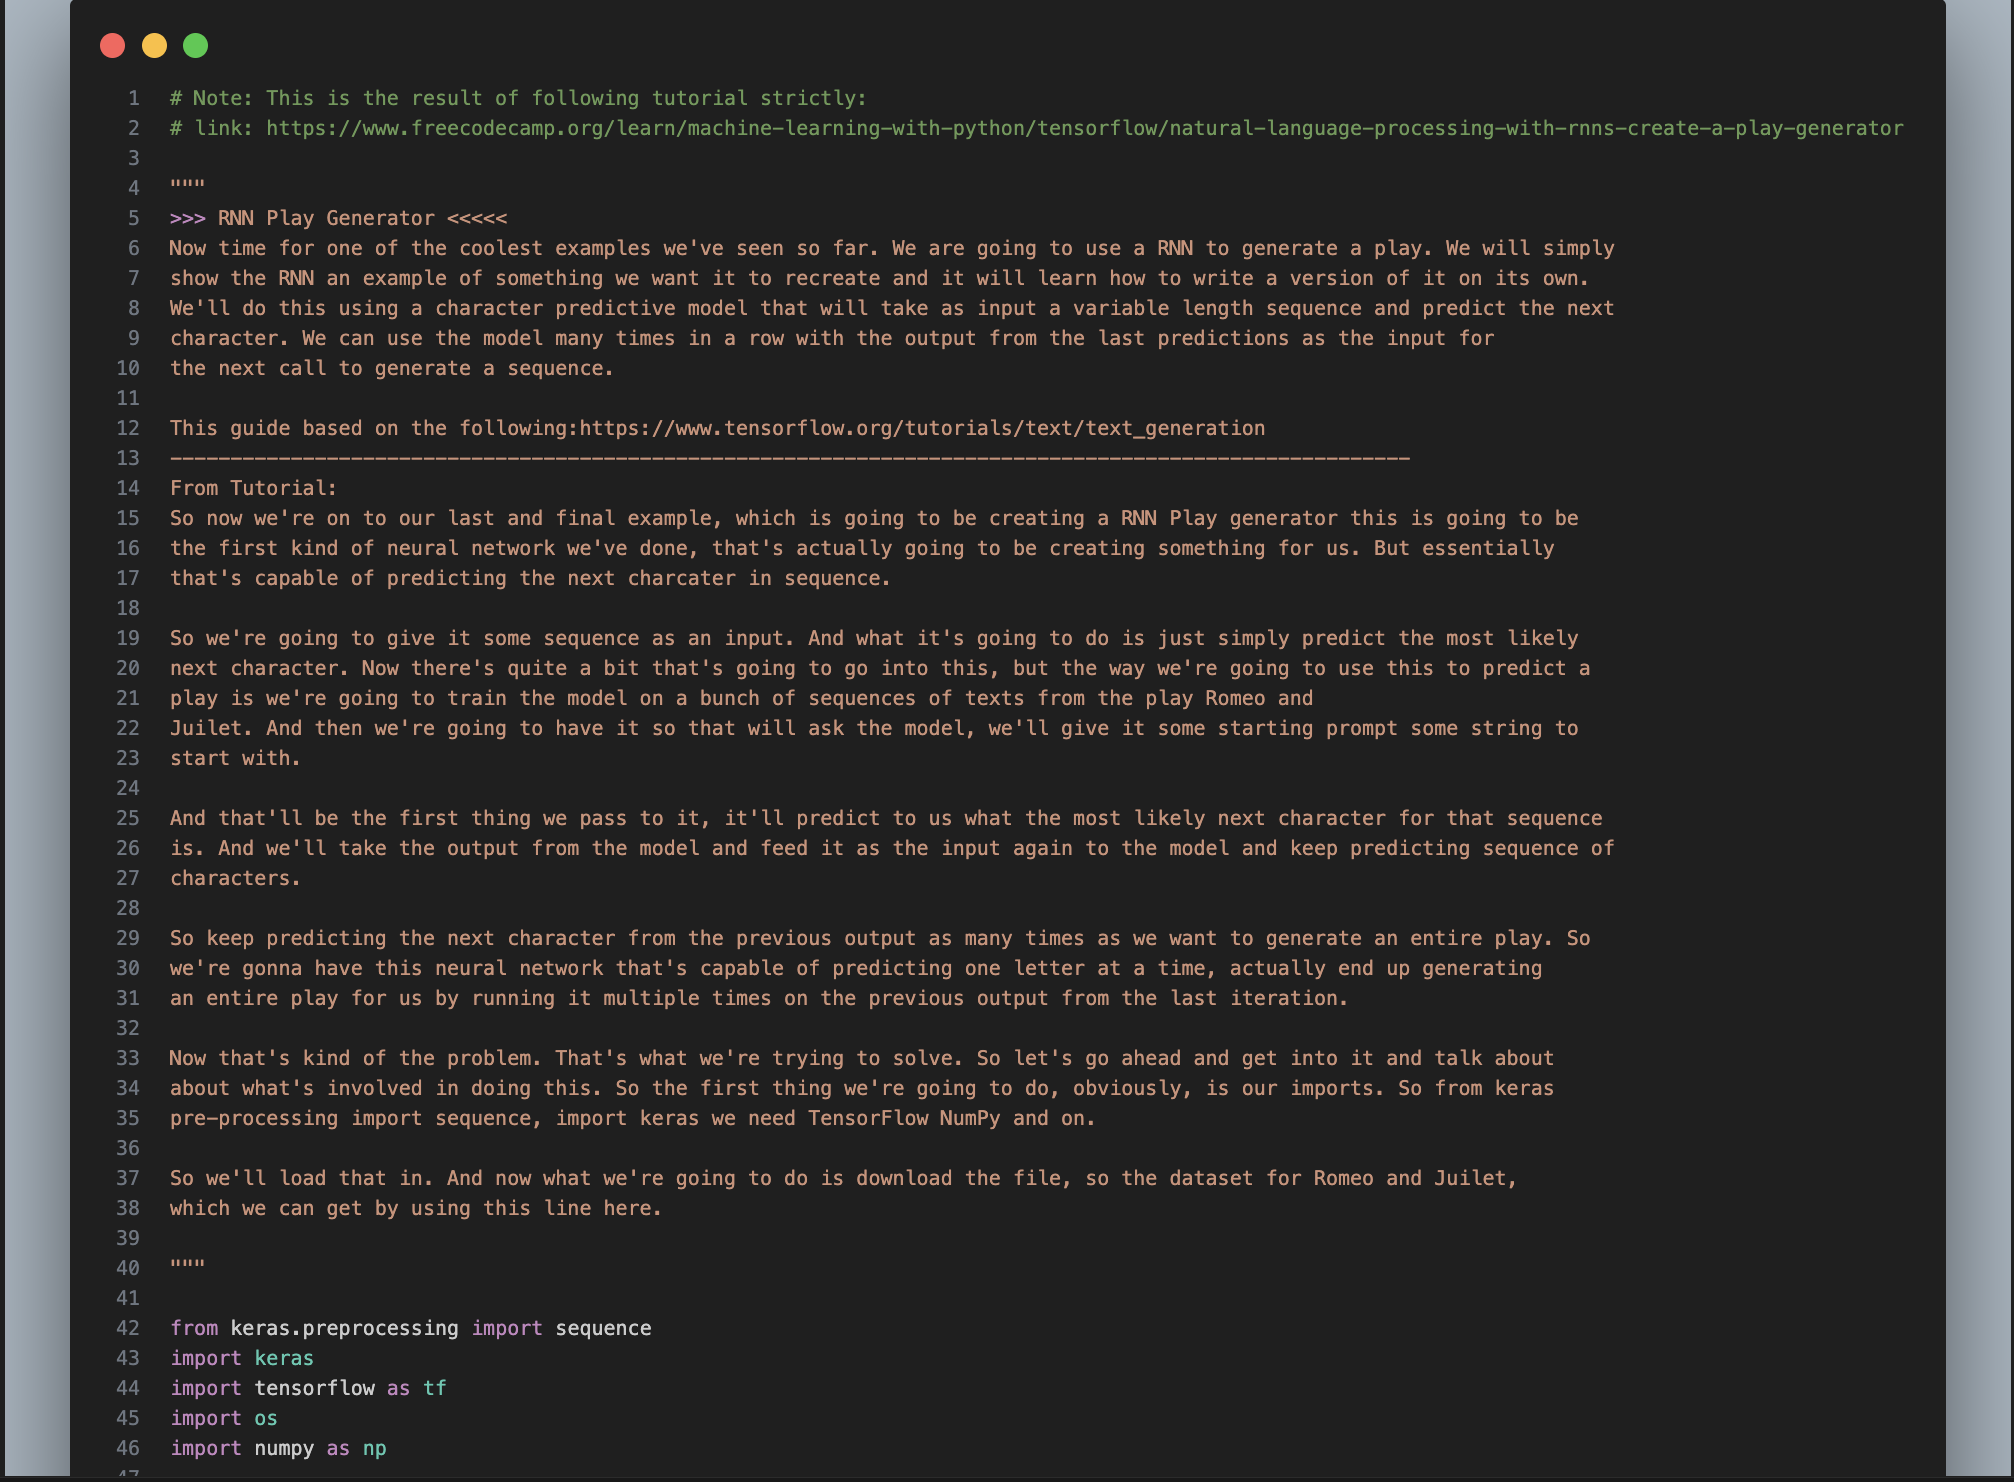 1 # Note: This is the result of following tutorial strictly:
2 # link: https://www.freecodecamp.org/learn/machine-learning-with-python/tensorflow/natural-language-processing-with-rnns-create-a-play-generator
3
4 """
5 >>> RNN Play Generator <<<<<
6 Now time for one of the coolest examples we've seen so far. We are going to use a RNN to generate a play. We will simply
7 show the RNN an example of something we want it to recreate and it will learn how to write a version of it on its own.
8 We'll do this using a character predictive model that will take as input a variable length sequence and predict the next
9 character. We can use the model many times in a row with the output from the last predictions as the input for
10 the next call to generate a sequence.
11
12 This guide based on the following:https://www.tensorflow.org/tutorials/text/text_generation
13 -------------------------------------------------------------------------------------------------------
14 From Tutorial:
15 So now we're on to our last and final example, which is going to be creating a RNN Play generator this is going to be
16 the first kind of neural network we've done, that's actually going to be creating something for us. But essentially
17 that's capable of predicting the next charcater in sequence.
18
19 So we're going to give it some sequence as an input. And what it's going to do is just simply predict the most likely
20 next character. Now there's quite a bit that's going to go into this, but the way we're going to use this to predict a
21 play is we're going to train the model on a bunch of sequences of texts from the play Romeo and
22 Juilet. And then we're going to have it so that will ask the model, we'll give it some starting prompt some string to
23 start with.
24
25 And that'll be the first thing we pass to it, it'll predict to us what the most likely next character for that sequence
26 is. And we'll take the output from the model and feed it as the input again to the model and keep predicting sequence of
27 characters.
28
29 So keep predicting the next character from the previous output as many times as we want to generate an entire play. So
30 we're gonna have this neural network that's capable of predicting one letter at a time, actually end up generating
31 an entire play for us by running it multiple times on the previous output from the last iteration.
32
33 Now that's kind of the problem. That's what we're trying to solve. So let's go ahead and get into it and talk about
34 about what's involved in doing this. So the first thing we're going to do, obviously, is our imports. So from keras
35 pre-processing import sequence, import keras we need TensorFlow NumPy and on.
36
37 So we'll load that in. And now what we're going to do is download the file, so the dataset for Romeo and Juilet,
38 which we can get by using this line here.
39
40 """
41
42 from keras.preprocessing import sequence
43 import keras
44 import tensorflow as tf
45 import os
46 import numpy as np
47